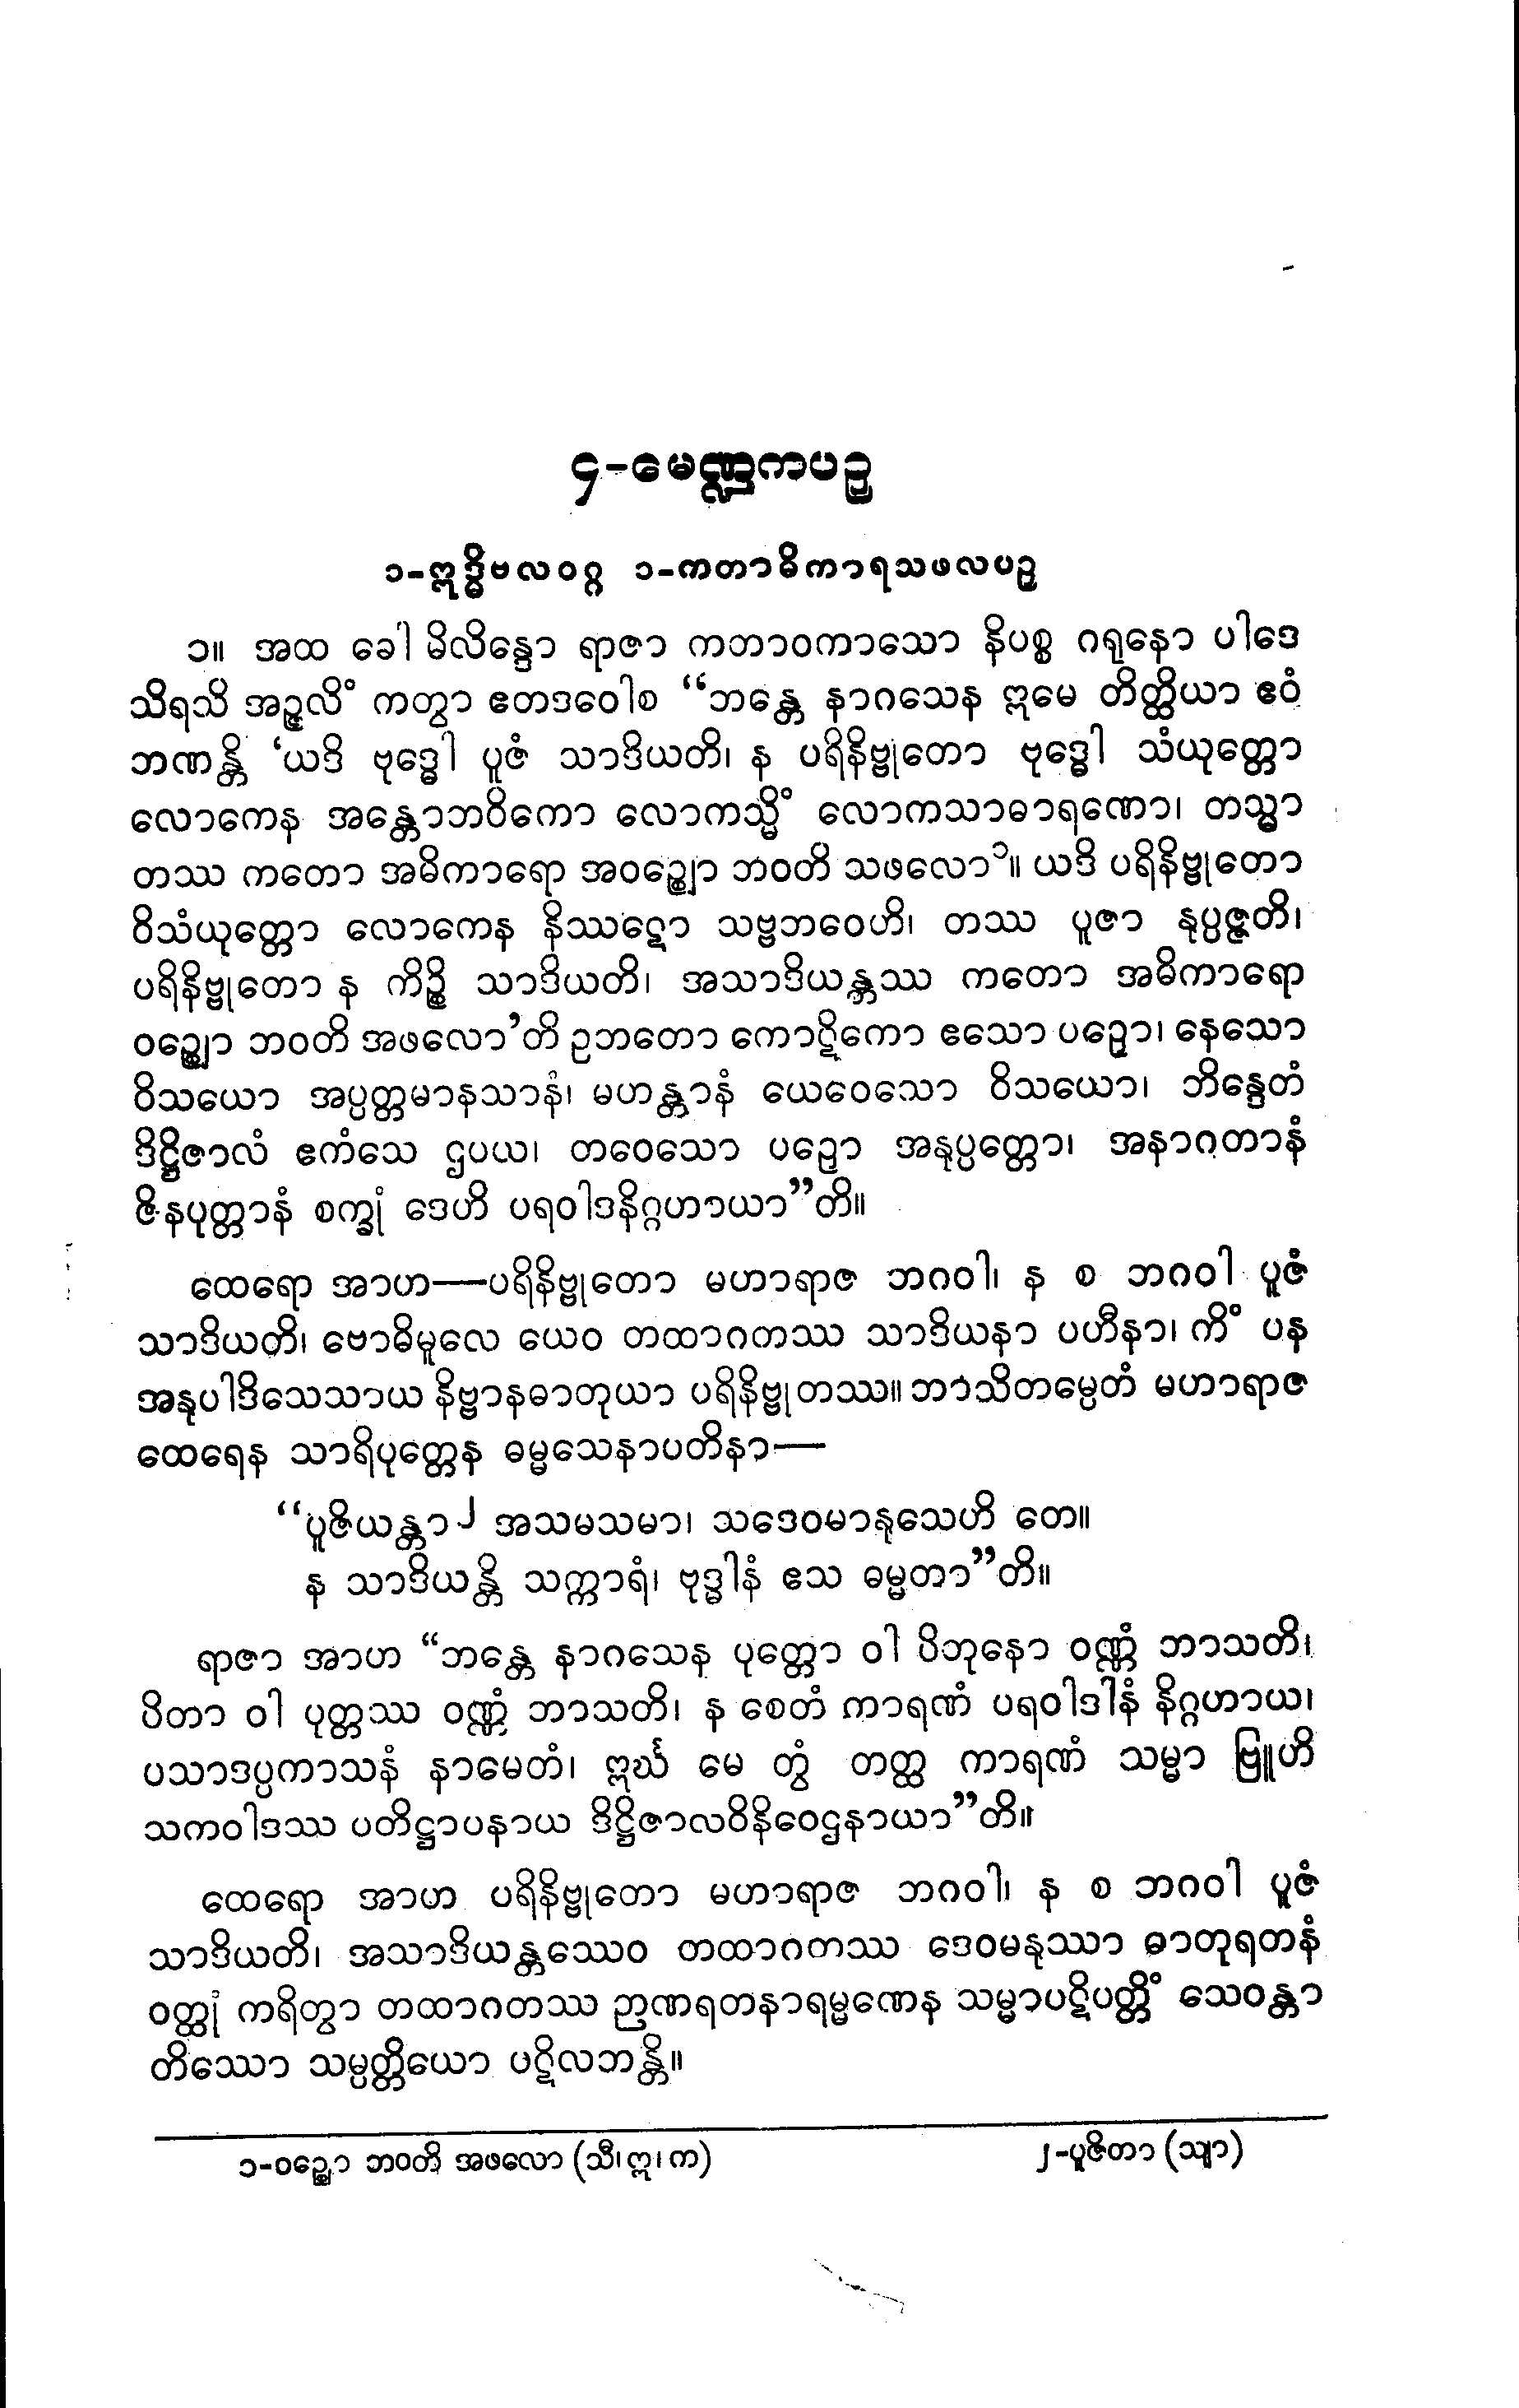 ၄-မေဏ္ဍကပဉှ
၁-ဣဒ္ဓိဗလဝဂ္ဂ ၁-ကတာဓိကာရသဖလပဉှ
၁။ အထ ခေါ မိလိန္ဒော ရာဇာ ကတာဝကာသော နိပစ္စ ဂရုနော ပါဒေ
သိရသိ အဉ္ဇလိံ ကတွာ ဧတဒဝေါစ “ဘန္တေ နာဂသေန ဣမေ တိတ္ထိယာ ဧဝံ
ဘဏန္တိ ‘ယဒိ ဗုဒ္ဓေါ ပူဇံ သာဒိယတိ၊ န ပရိနိဗ္ဗုတော ဗုဒ္ဓေါ သံယုတ္တော
လောကေန အန္တောဘဝိကော လောကသ္မိံ လောကသာဓာရဏော၊ တသ္မာ
တဿ ကတော အဓိကာရော အဝဉ္ဈော ဘဝတိ သဖလော၁။ ယဒိ ပရိနိဗ္ဗုတော
ဝိသံယုတ္တော လောကေန နိဿဋော သဗ္ဗဘဝေဟိ၊ တဿ ပူဇာ နုပ္ပဇ္ဇတိ၊
ပရိနိဗ္ဗုတော န ကိဉ္စိ သာဒိယတိ၊ အသာဒိယန္တဿ ကတော အဓိကာရော
ဝဉ္ဈော ဘဝတိ အဖလော’တိ ဥဘတော ကောဋိကော ဧသော ပဉှော၊ နေသော
ဝိသယော အပ္ပတ္တမာနသာနံ၊ မဟန္တာနံ ယေဝေသော ဝိသယော၊ ဘိန္ဒေတံ
ဒိဋ္ဌိဇာလံ ဧကံသေ ဌပယ၊ တဝေသော ပဉှော အနုပ္ပတ္တော၊ အနာဂတာနံ
ဇိနပုတ္တာနံ စက္ခုံ ဒေဟိ ပရဝါဒနိဂ္ဂဟာယာ”တိ။
ထေရော အာဟ—ပရိနိဗ္ဗုတော မဟာရာဇ ဘဂဝါ၊ န စ ဘဂဝါ ပူဇံ
သာဒိယတိ၊ ဗောဓိမူလေ ယေဝ တထာဂတဿ သာဒိယနာ ပဟီနာ၊ ကိံ ပန
အနုပါဒိသေသာယ နိဗ္ဗာနဓာတုယာ ပရိနိဗ္ဗုတဿ။ ဘာသိတမ္ပေတံ မဟာရာဇ
ထေရေန သာရိပုတ္တေန ဓမ္မသေနာပတိနာ—
“ပူဇိယန္တာ၂ အသမသမာ၊ သဒေဝမာနုသေဟိ တေ။
န သာဒိယန္တိ သက္ကာရံ၊ ဗုဒ္ဓါနံ ဧသ ဓမ္မတာ”တိ။
ရာဇာ အာဟ “ဘန္တေ နာဂသေန ပုတ္တော ဝါ ပိတုနော ဝဏ္ဏံ ဘာသတိ၊
ပိတာ ဝါ ပုတ္တဿ ဝဏ္ဏံ ဘာသတိ၊ န စေတံ ကာရဏံ ပရဝါဒါနံ နိဂ္ဂဟာယ၊
ပသာဒပ္ပကာသနံ နာမေတံ၊ ဣင်္ဃ မေ တွံ တတ္ထ ကာရဏံ သမ္မာ ဗြူဟိ
သကဝါဒဿ ပတိဋ္ဌာပနာယ ဒိဋ္ဌိဇာလဝိနိဝေဌနာယာ”တိ။
ထေရော အာဟ ပရိနိဗ္ဗုတော မဟာရာဇ ဘဂဝါ၊ န စ ဘဂဝါ ပူဇံ
သာဒိယတိ၊ အသာဒိယန္တဿေဝ တထာဂတဿ ဒေဝမနုဿာ ဓာတုရတနံ
ဝတ္ထုံ ကရိတွာ တထာဂတဿ ဉာဏရတနာရမ္မဏေန သမ္မာပဋိပတ္တိံ သေဝန္တာ
တိဿော သမ္ပတ္တိယော ပဋိလဘန္တိ။
၁-ဝဉ္ဈော ဘဝတိ အဖလော (သီ၊ ဣ၊ က)
၂-ပူဇိတာ (သျာ)